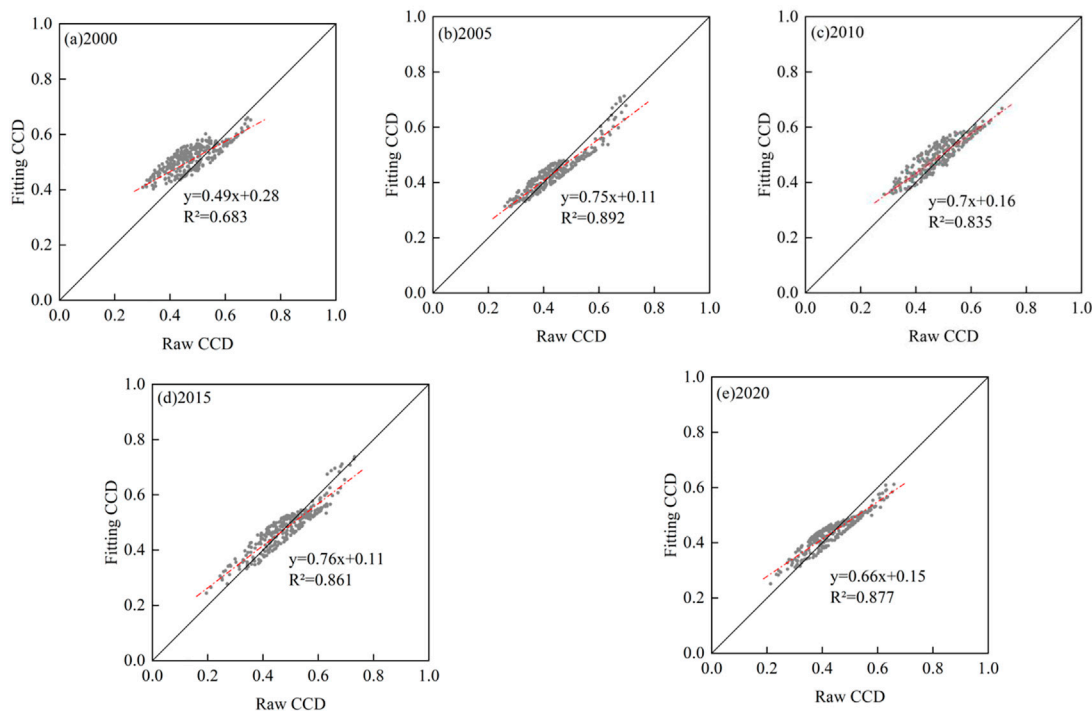 (a)2000
1.0
0.8
0.6
0.4
0.2
0.0
Fitting CCD
y=0.49x+0.28
R²=0.683
0.0 0.2 0.4 0.6 0.8 1.0
Raw CCD
(b)2005
1.0
0.8
0.6
0.4
0.2
0.0
Fitting CCD
y=0.75x+0.11
R²=0.892
0.0 0.2 0.4 0.6 0.8 1.0
Raw CCD
(c)2010
1.0
0.8
0.6
0.4
0.2
0.0
Fitting CCD
y=0.7x+0.16
R²=0.835
0.0 0.2 0.4 0.6 0.8 1.0
Raw CCD
(d)2015
1.0
0.8
0.6
0.4
0.2
0.0
Fitting CCD
y=0.76x+0.11
R²=0.861
0.0 0.2 0.4 0.6 0.8 1.0
Raw CCD
(e)2020
1.0
0.8
0.6
0.4
0.2
0.0
Fitting CCD
y=0.66x+0.15
R²=0.877
0.0 0.2 0.4 0.6 0.8 1.0
Raw CCD